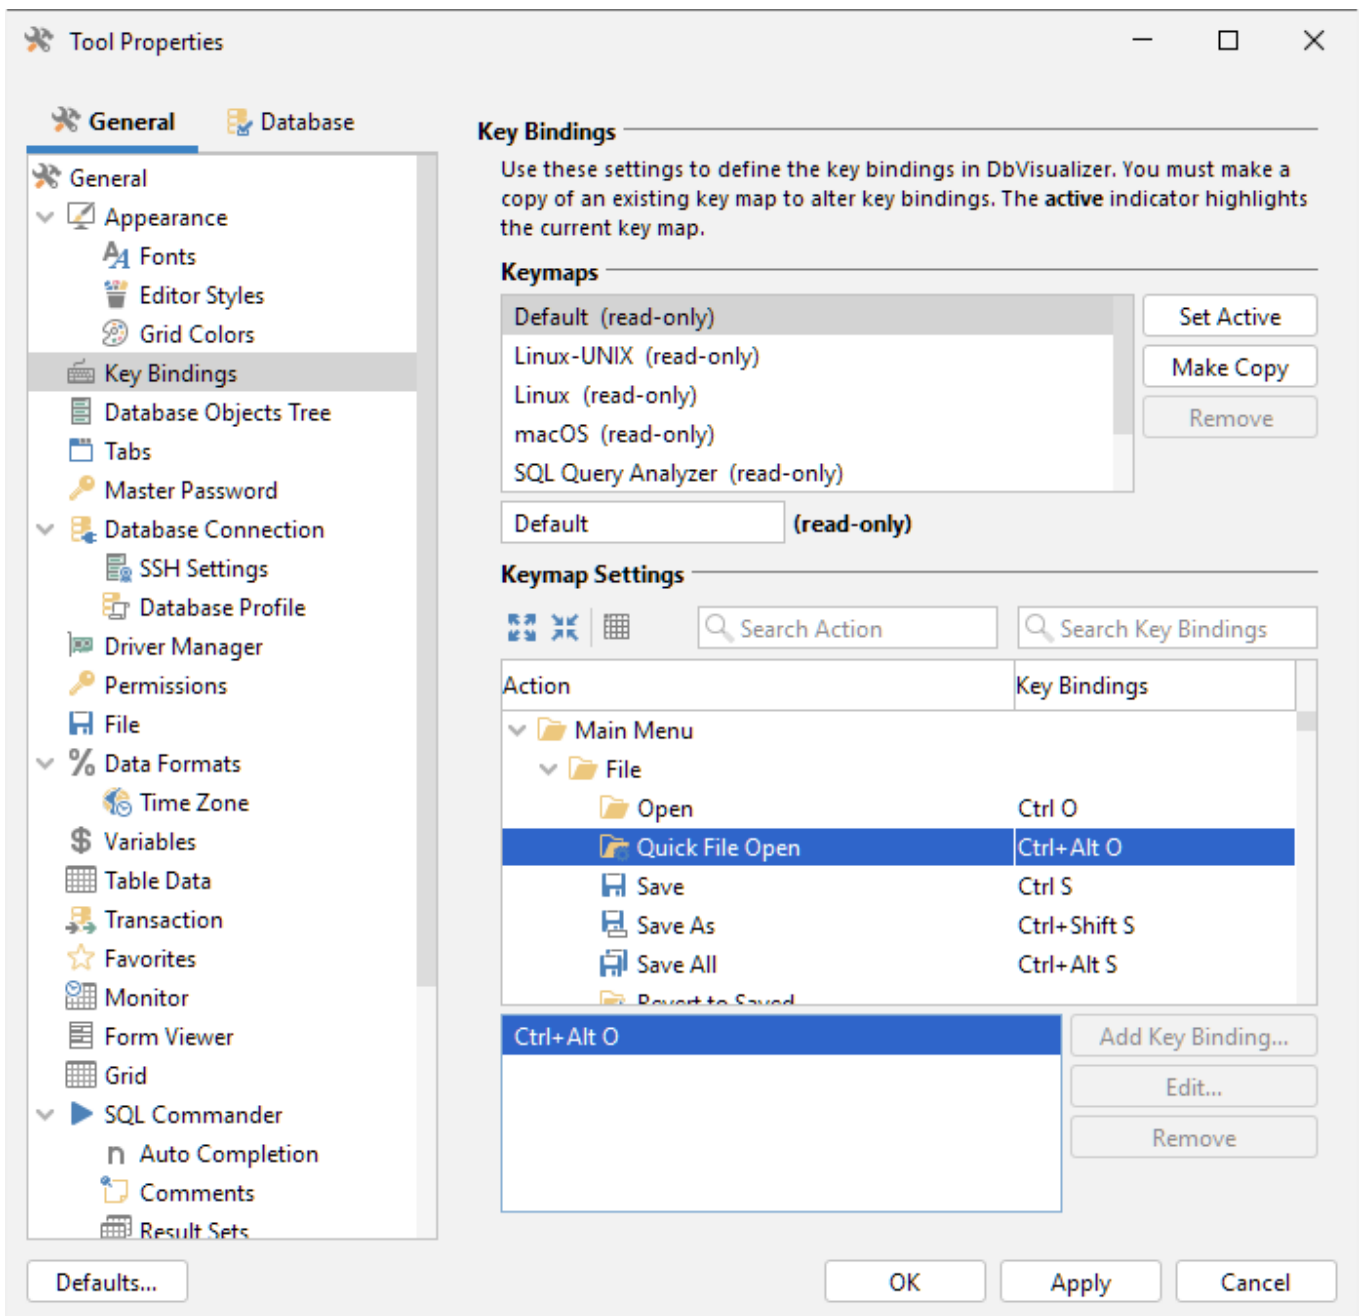 Tool Properties
General
Database
General
Appearance
Fonts
Editor Styles
Grid Colors
Key Bindings
Database Objects Tree
Tabs
Master Password
Database Connection
SSH Settings
Database Profile
Driver Manager
Permissions
File
Data Formats
Time Zone
Variables
Table Data
Transaction
Favorites
Monitor
Form Viewer
Grid
SQL Commander
Auto Completion
Comments
Result Sets
Key Bindings
Use these settings to define the key bindings in DbVisualizer. You must make a
copy of an existing key map to alter key bindings. The active indicator highlights
the current key map.
Keymaps
Default (read-only)
Linux-UNIX (read-only)
Linux (read-only)
macOS (read-only)
SQL Query Analyzer (read-only)
Set Active
Make Copy
Remove
Default (read-only)
Keymap Settings
Search Action
Search Key Bindings
Action Key Bindings
Main Menu
File
Open Ctrl O
Quick File Open Ctrl+Alt O
Save Ctrl S
Save As Ctrl+Shift S
Save All Ctrl+Alt S
Revert to Saved
Ctrl+Alt O
Add Key Binding...
Edit...
Remove
Defaults...
OK
Apply
Cancel